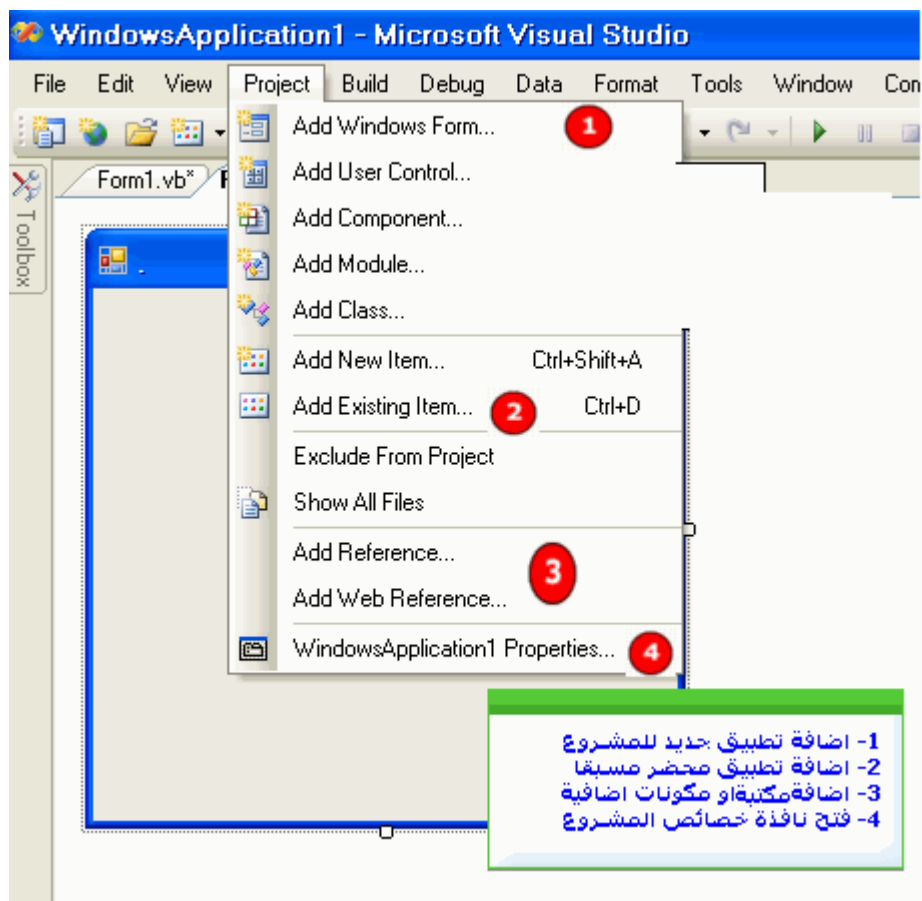 WindowsApplication1 - Microsoft Visual Studio
File Edit View Project Build Debug Data Format Tools Window Con
Add Windows Form... 1
Form1.vb*
Add User Control...
Toolbox
Add Component...
.
Add Module...
Add Class...
Add New Item... Ctrl+Shift+A
Add Existing Item... 2 Ctrl+D
Exclude From Project
Show All Files
Add Reference...
3
Add Web Reference...
WindowsApplication1 Properties... 4
1- اضافة تطبيق جديد للمشروع
2- اضافة تطبيق محضر مسبقا
3- اضافةمكتبةاو مكونات اضافية
4- فتح نافذة خصائص المشروع